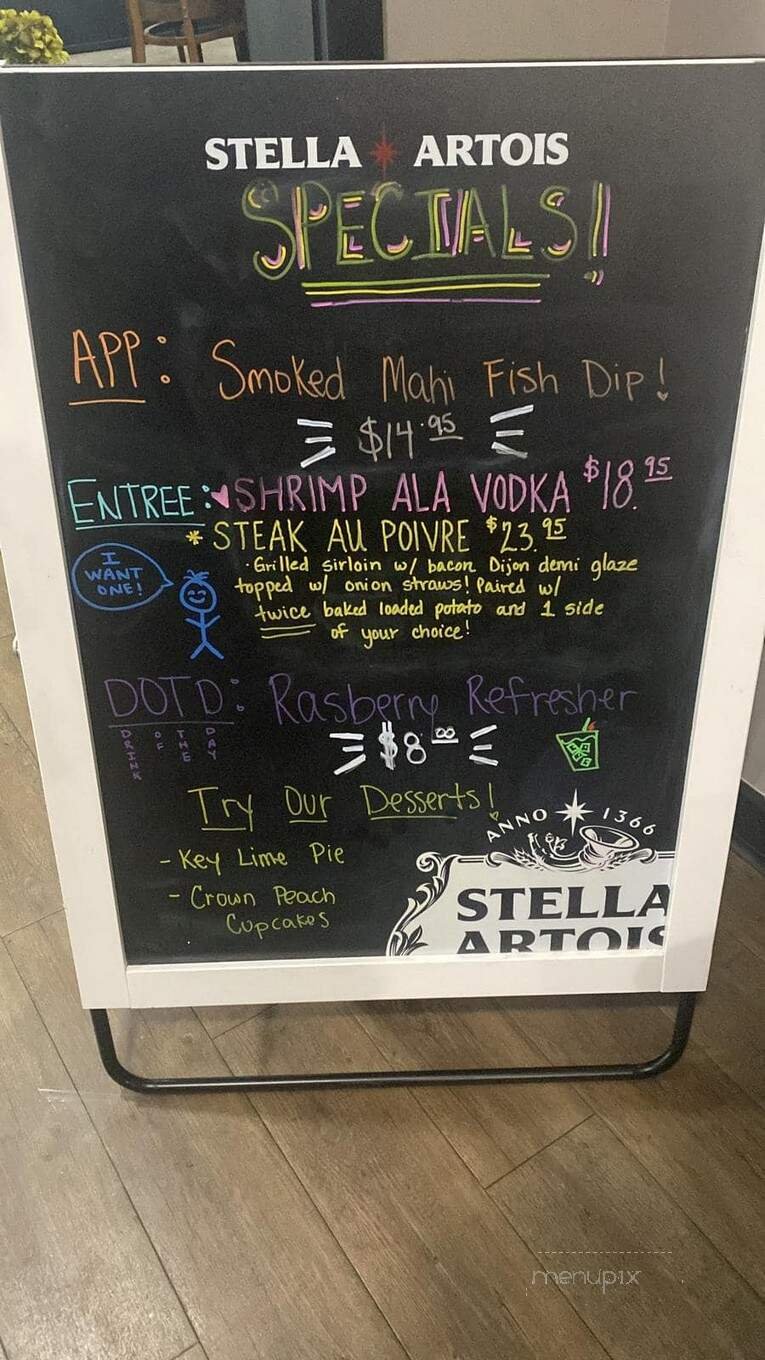 STELLA ARTOIS
SPECIALS!
APP: Smoked Mahi Fish Dip!
$14.95
ENTREE: SHRIMP ALA VODKA $18.95
* STEAK AU POIVRE $23.95
· Grilled sirloin w/ bacon Dijon demi glaze
topped w/ onion straws! Paired w/
twice baked loaded potato and 1 side
of your choice!
I
WANT
ONE!
DOTD: Rasberry Refresher
DRINK OF THE DAY
$8.00
Try Our Desserts!
- Key Lime Pie
- Crown Peach
Cupcakes
ANNO 1366
STELLA
ARTOIS
menupix